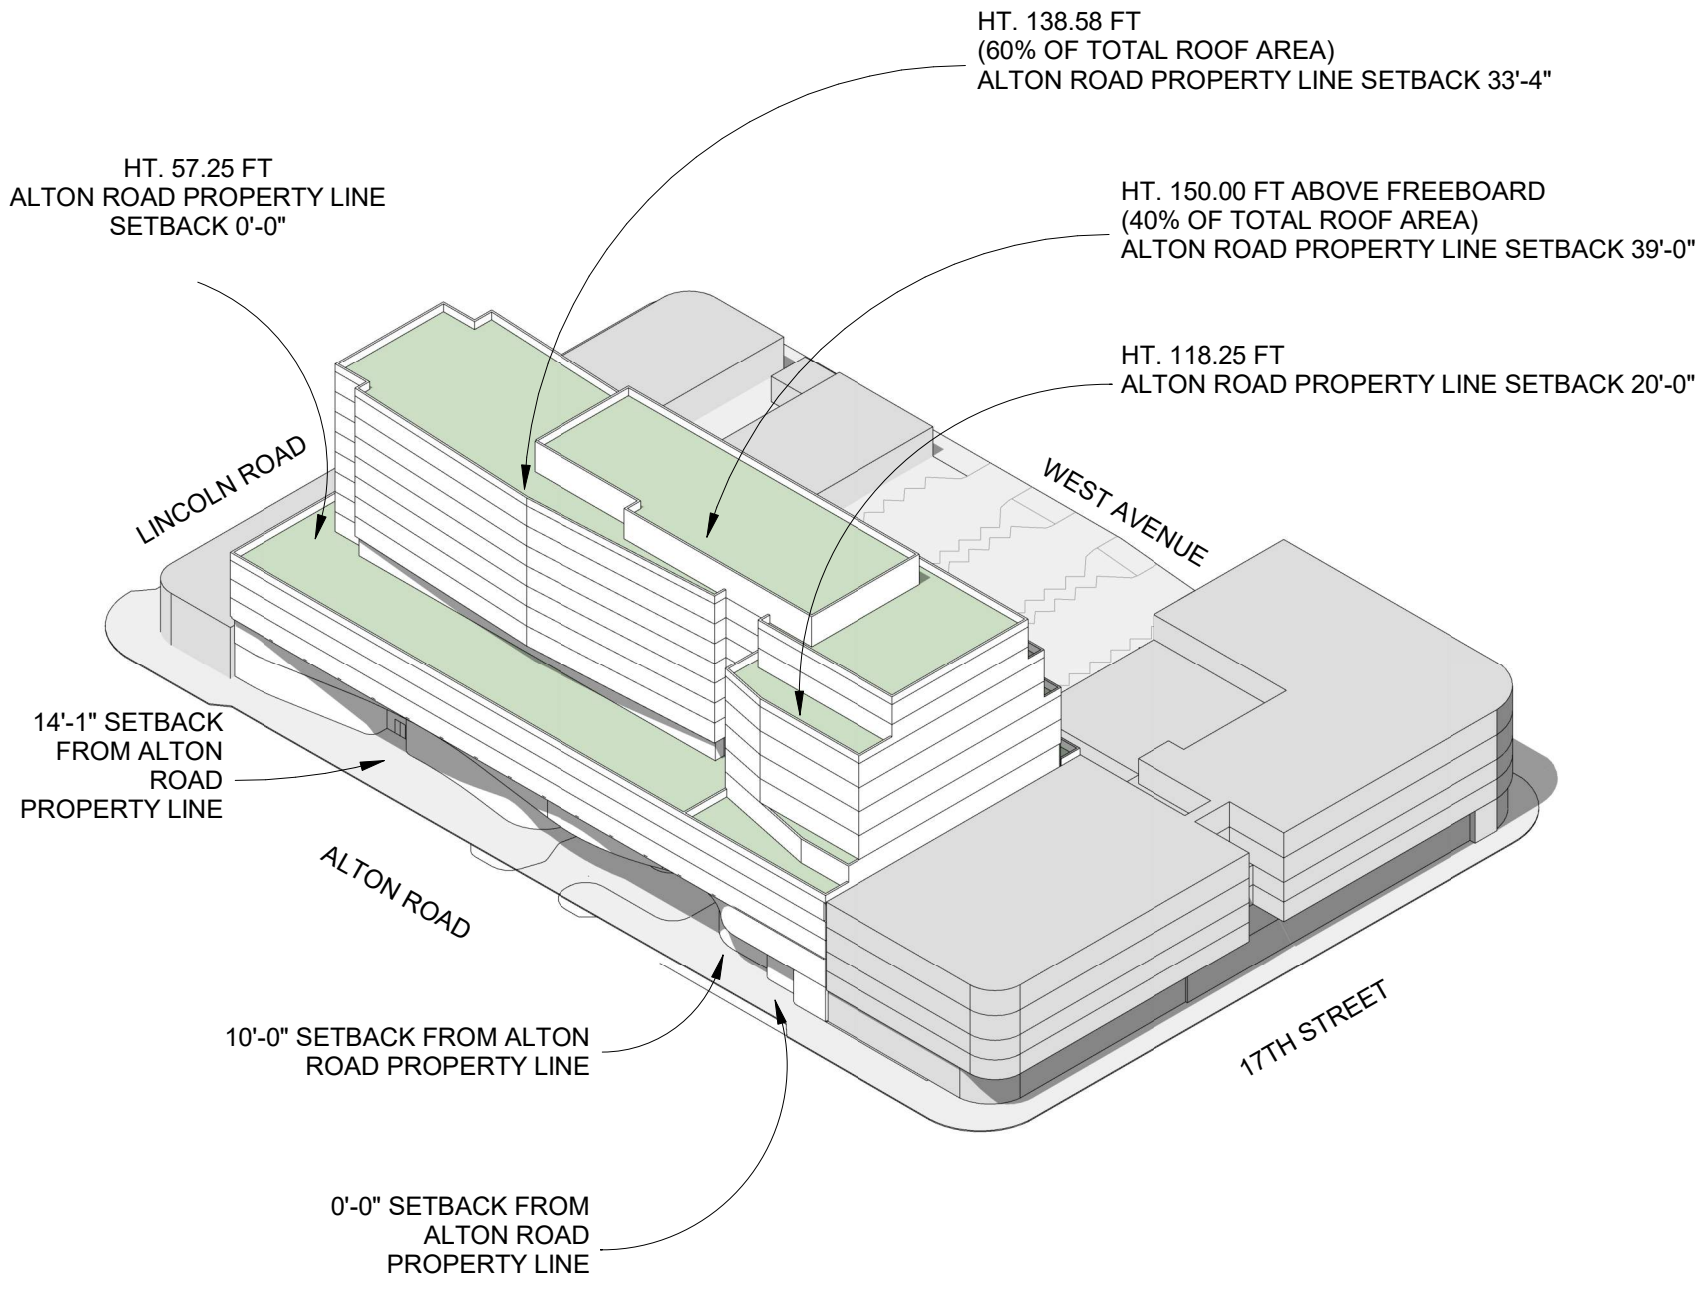 HT. 138.58 FT
(60% OF TOTAL ROOF AREA)
ALTON ROAD PROPERTY LINE SETBACK 33'-4"
HT. 57.25 FT
ALTON ROAD PROPERTY LINE
SETBACK 0'-0"
HT. 150.00 FT ABOVE FREEBOARD
(40% OF TOTAL ROOF AREA)
ALTON ROAD PROPERTY LINE SETBACK 39'-0"
HT. 118.25 FT
ALTON ROAD PROPERTY LINE SETBACK 20'-0"
LINCOLN ROAD
WEST AVENUE
14'-1" SETBACK
FROM ALTON
ROAD
PROPERTY LINE
ALTON ROAD
17TH STREET
10'-0" SETBACK FROM ALTON
ROAD PROPERTY LINE
0'-0" SETBACK FROM
ALTON ROAD
PROPERTY LINE